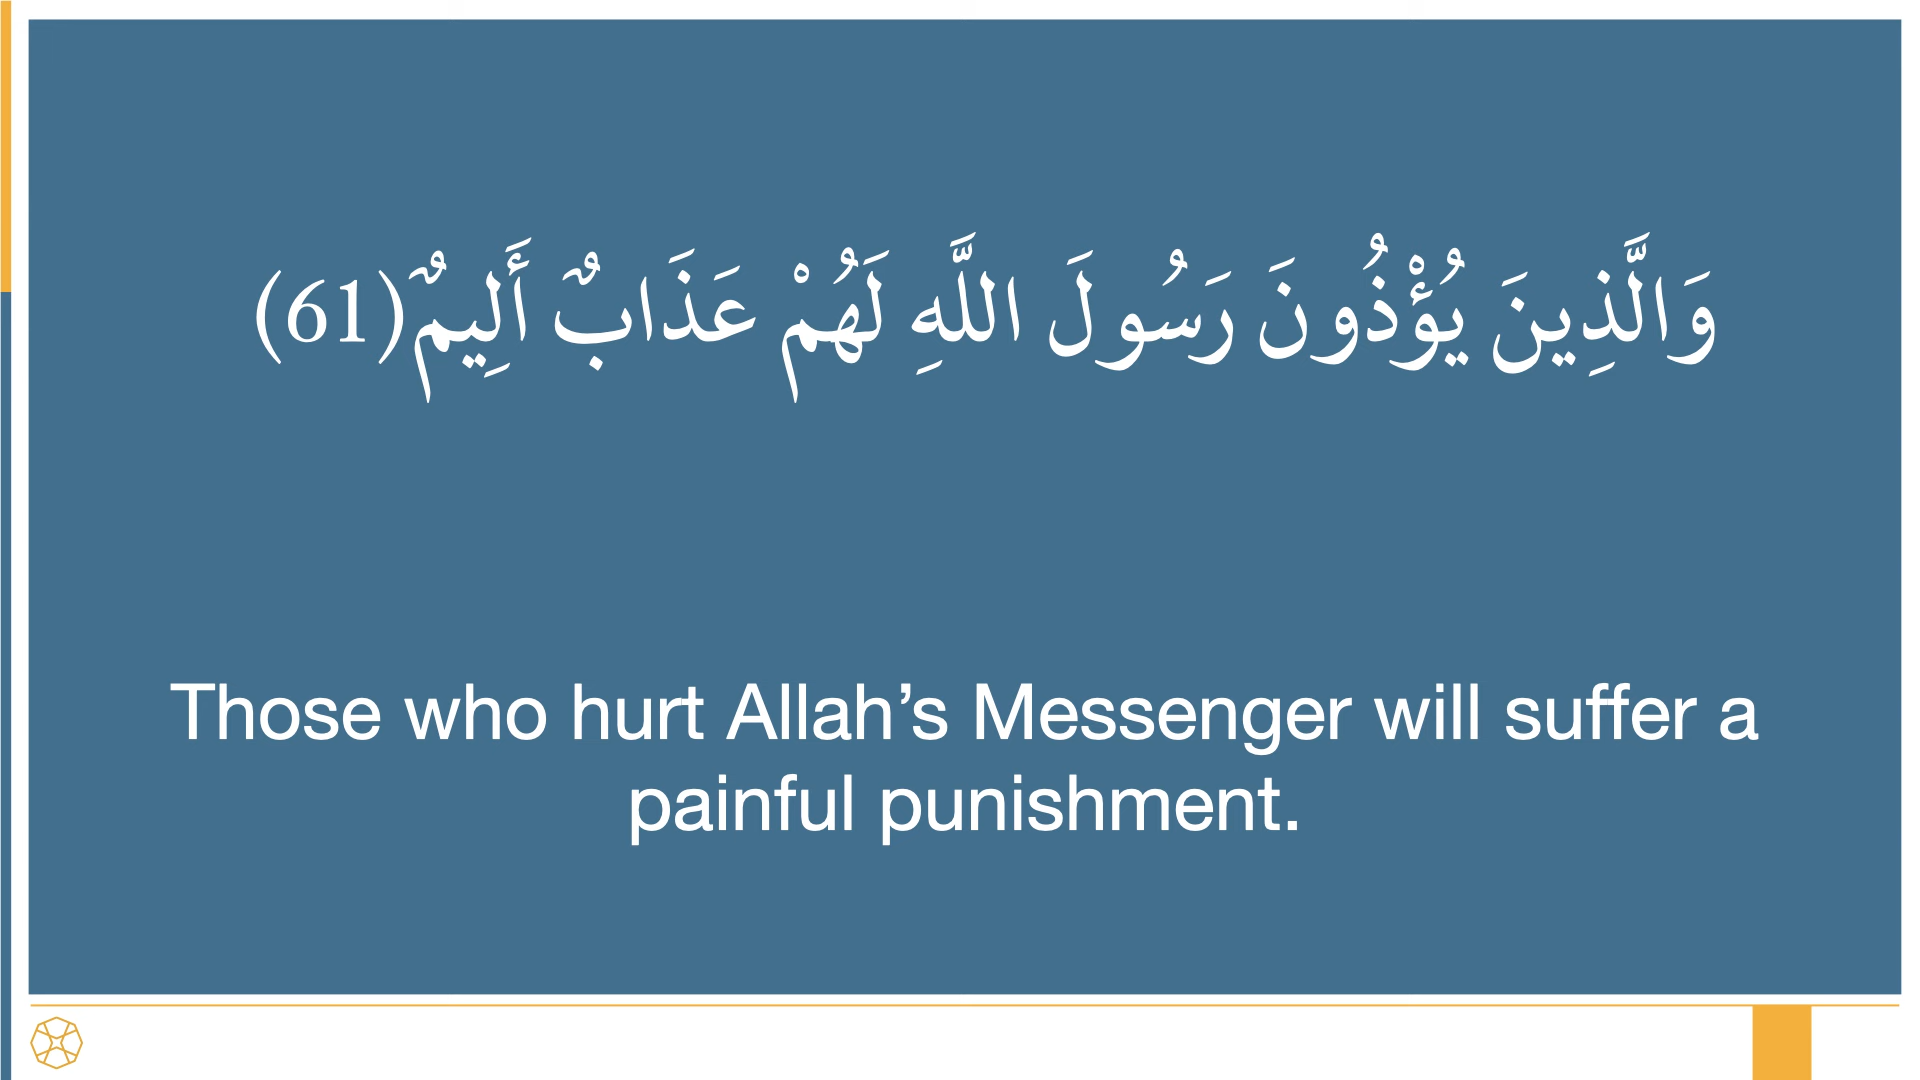 وَالَّذِينَ يُؤْذُونَ رَسُولَ اللَّهِ لَهُمْ عَذَابٌ أَلِيمٌ(61)
Those who hurt Allah’s Messenger will suffer a
painful punishment.